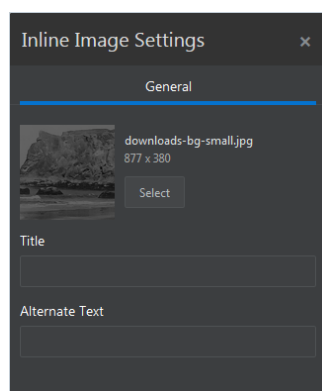 Inline Image Settings ×
General
downloads-bg-small.jpg
877 x 380
Select
Title
Alternate Text